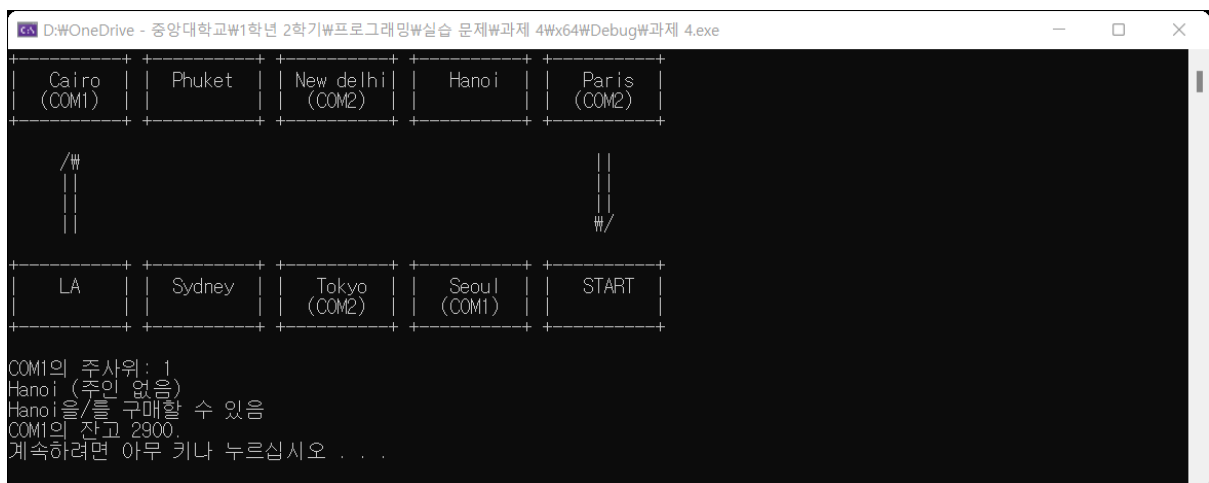 D:₩OneDrive - 중앙대학교₩1학년 2학기₩프로그래밍₩실습 문제₩과제 4₩x64₩Debug₩과제 4.exe
+----------+ +----------+ +----------+ +----------+ +----------+
|   Cairo  | |  Phuket  | | New delhi| |   Hanoi  | |   Paris  |
|  (COM1)  | |          | |  (COM2)  | |          | |  (COM2)  |
+----------+ +----------+ +----------+ +----------+ +----------+
/₩ ||
|| ||
|| ||
|| ₩/
+----------+ +----------+ +----------+ +----------+ +----------+
|    LA    | |  Sydney  | |   Tokyo  | |   Seoul  | |   START  |
|          | |          | |  (COM2)  | |  (COM1)  | |          |
+----------+ +----------+ +----------+ +----------+ +----------+
COM1의 주사위: 1
Hanoi (주인 없음)
Hanoi을/를 구매할 수 있음
COM1의 잔고 2900.
계속하려면 아무 키나 누르십시오 . . .